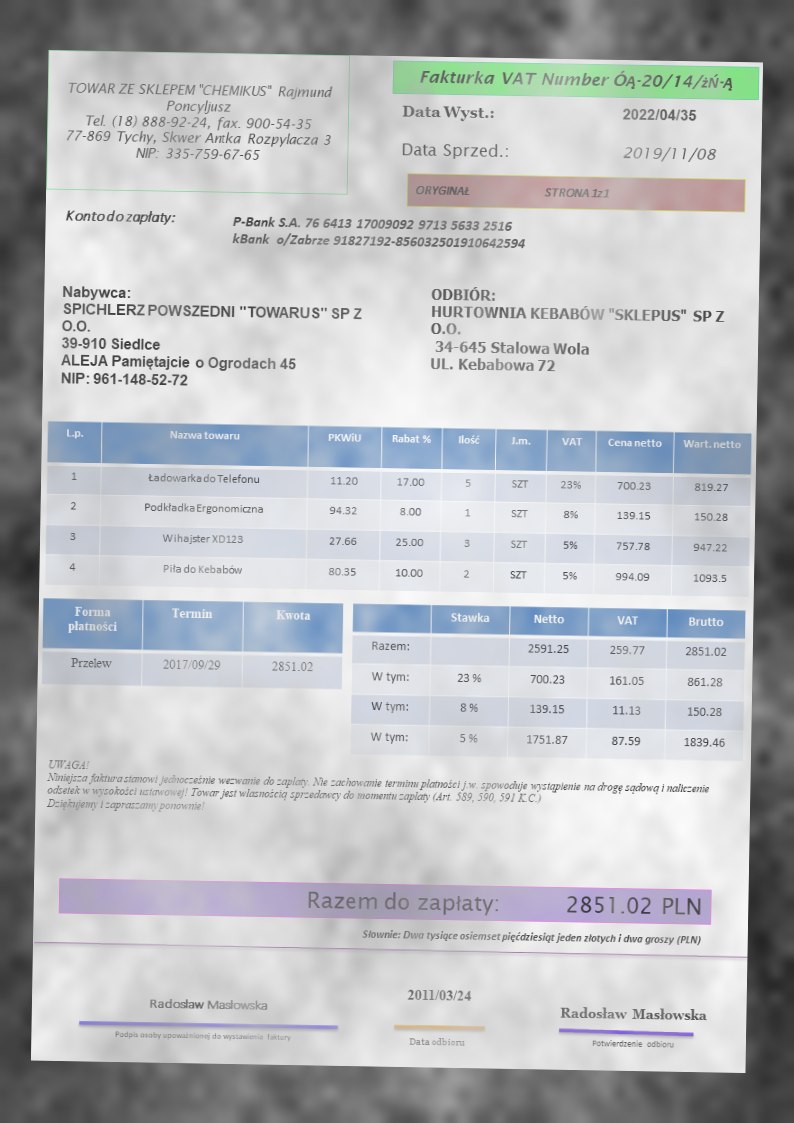 TOWAR ZE SKLEPEM "CHEMIKUS" Rajmund
Poncyljusz
Tel. (18) 888-92-24, fax. 900-54-35
77-869 Tychy, Skwer Antka Rozpylacza 3
NIP: 335-759-67-65
Fakturka VAT Number ÓĄ-20/14/żŃ-Ą
Data Wyst.: 2022/04/35
Data Sprzed.: 2019/11/08
ORYGINAŁ STRONA 1z1
Konto do zapłaty: P-Bank S.A. 76 6413 17009092 9713 5633 2516
kBank o/Zabrze 91827192-856032501910642594
Nabywca:
SPICHLERZ POWSZEDNI "TOWARUS" SP Z
O.O.
39-910 Siedlce
ALEJA Pamiętajcie o Ogrodach 45
NIP: 961-148-52-72
ODBIÓR:
HURTOWNIA KEBABÓW "SKLEPUS" SP Z
O.O.
34-645 Stalowa Wola
UL. Kebabowa 72
L.p. Nazwa towaru PKWiU Rabat % Ilość J.m. VAT Cena netto Wart. netto
1 Ładowarka do Telefonu 11.20 17.00 5 SZT 23% 700.23 819.27
2 Podkładka Ergonomiczna 94.32 8.00 1 SZT 8% 139.15 150.28
3 Wihajster XD123 27.66 25.00 3 SZT 5% 757.78 947.22
4 Piła do Kebabów 80.35 10.00 2 SZT 5% 994.09 1093.5
Forma płatności Termin Kwota
Przelew 2017/09/29 2851.02
Stawka Netto VAT Brutto
Razem: 2591.25 259.77 2851.02
W tym: 23 % 700.23 161.05 861.28
W tym: 8 % 139.15 11.13 150.28
W tym: 5 % 1751.87 87.59 1839.46
UWAGA!
Niniejsza faktura stanowi jednocześnie wezwanie do zapłaty. Nie zachowanie terminu płatności j.w. spowoduje wystąpienie na drogę sądową i naliczenie
odsetek w wysokości ustawowej! Towar jest własnością sprzedawcy do momentu zapłaty (Art. 589, 590, 591 K.C.)
Dziękujemy i zapraszamy ponownie!
Razem do zapłaty: 2851.02 PLN
Słownie: Dwa tysiące osiemset pięćdziesiąt jeden złotych i dwa groszy (PLN)
Radosław Masłowska
Podpis osoby upoważnionej do wystawienia faktury
2011/03/24
Data odbioru
Radosław Masłowska
Potwierdzenie odbioru